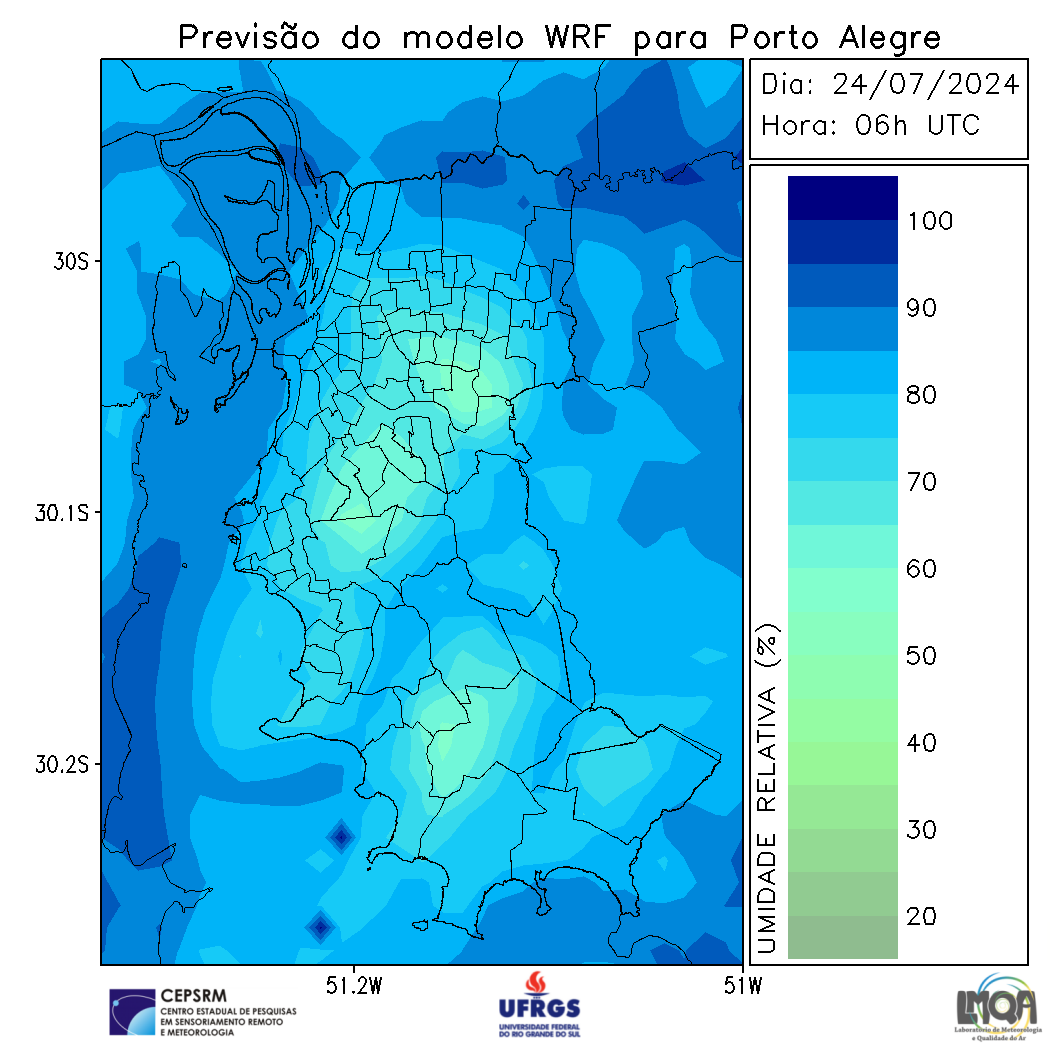 Previsão do modelo WRF para Porto Alegre
Dia: 24/07/2024
Hora: 06h UTC
30S
30.1S
30.2S
51.2W
51W
UMIDADE RELATIVA (%)
100
90
80
70
60
50
40
30
20
CEPSRM
CENTRO ESTADUAL DE PESQUISAS
EM SENSORIAMENTO REMOTO
E METEOROLOGIA
UFRGS
UNIVERSIDADE FEDERAL
DO RIO GRANDE DO SUL
LMQA
Laboratório de Meteorologia
e Qualidade do Ar